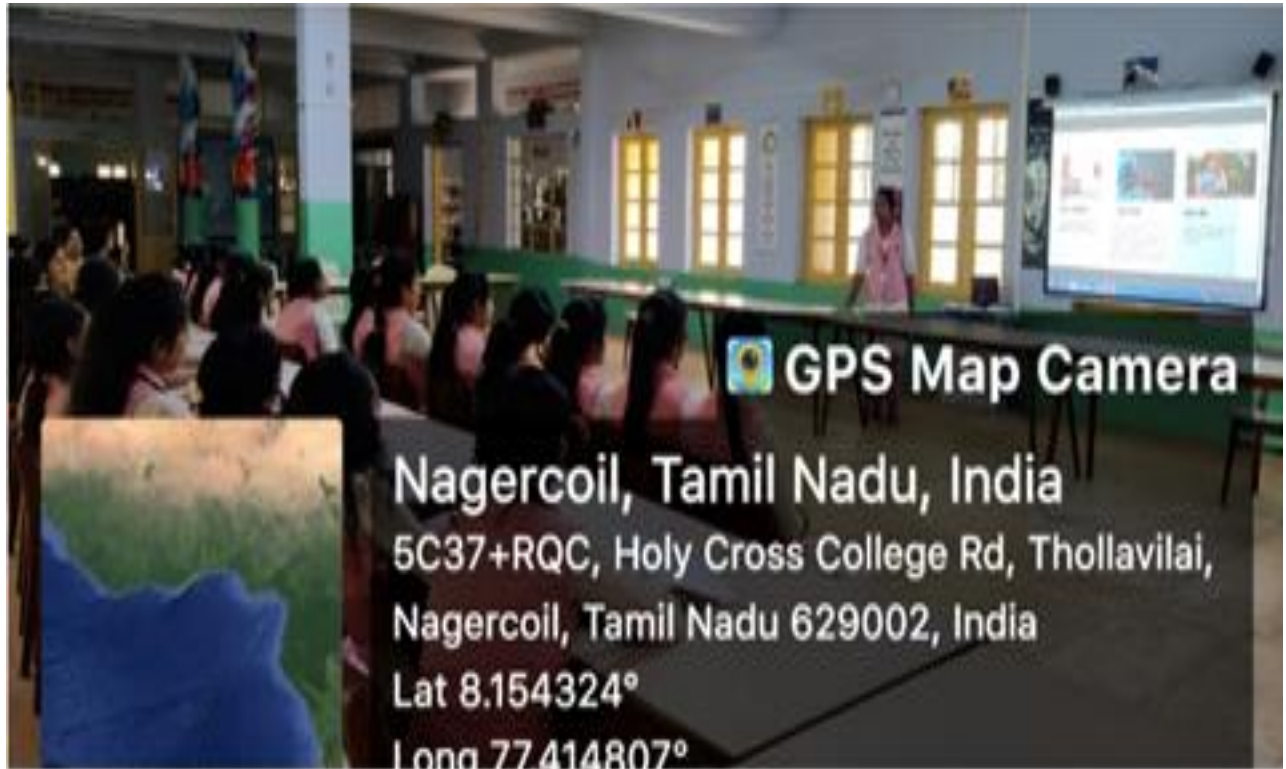 GPS Map Camera
Nagercoil, Tamil Nadu, India
5C37+RQC, Holy Cross College Rd, Thollavilai,
Nagercoil, Tamil Nadu 629002, India
Lat 8.154324°
Long 77.414807°